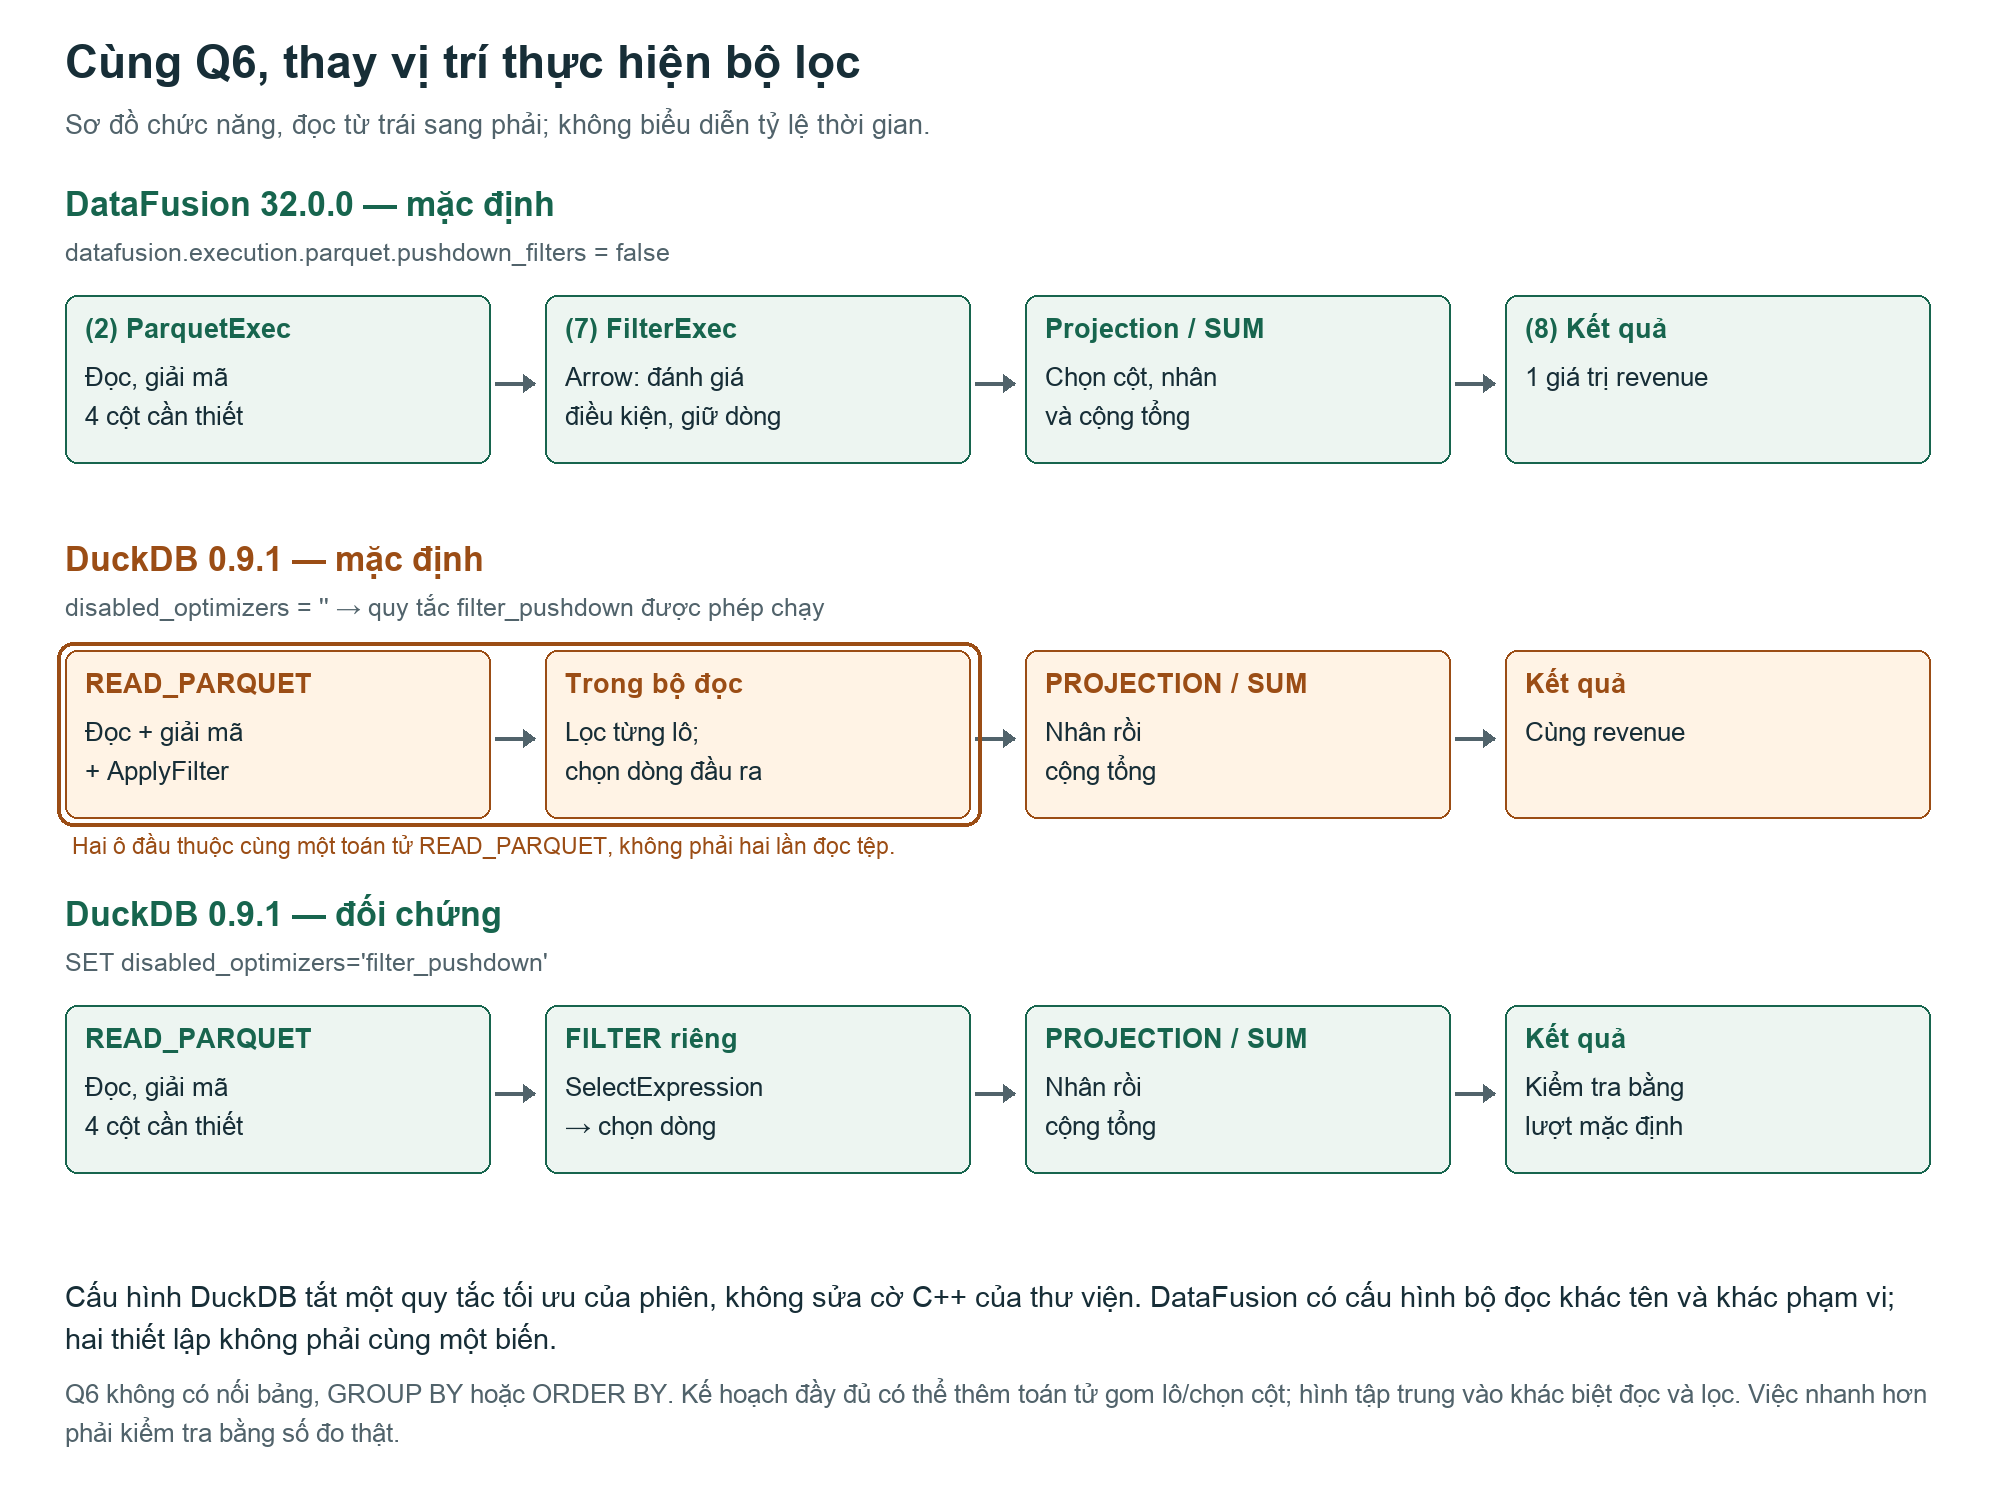 Cùng Q6, thay vị trí thực hiện bộ lọc
Sơ đồ chức năng, đọc từ trái sang phải; không biểu diễn tỷ lệ thời gian.
DataFusion 32.0.0 — mặc định
datafusion.execution.parquet.pushdown_filters = false
(2) ParquetExec
Đọc, giải mã
4 cột cần thiết
(7) FilterExec
Arrow: đánh giá
điều kiện, giữ dòng
Projection / SUM
Chọn cột, nhân
và cộng tổng
(8) Kết quả
1 giá trị revenue
DuckDB 0.9.1 — mặc định
disabled_optimizers = '' → quy tắc filter_pushdown được phép chạy
READ_PARQUET
Đọc + giải mã
+ ApplyFilter
Trong bộ đọc
Lọc từng lô;
chọn dòng đầu ra
PROJECTION / SUM
Nhân rồi
cộng tổng
Kết quả
Cùng revenue
Hai ô đầu thuộc cùng một toán tử READ_PARQUET, không phải hai lần đọc tệp.
DuckDB 0.9.1 — đối chứng
SET disabled_optimizers='filter_pushdown'
READ_PARQUET
Đọc, giải mã
4 cột cần thiết
FILTER riêng
SelectExpression
→ chọn dòng
PROJECTION / SUM
Nhân rồi
cộng tổng
Kết quả
Kiểm tra bằng
lượt mặc định
Cấu hình DuckDB tắt một quy tắc tối ưu của phiên, không sửa cờ C++ của thư viện. DataFusion có cấu hình bộ đọc khác tên và khác phạm vi;
hai thiết lập không phải cùng một biến.
Q6 không có nối bảng, GROUP BY hoặc ORDER BY. Kế hoạch đầy đủ có thể thêm toán tử gom lô/chọn cột; hình tập trung vào khác biệt đọc và lọc. Việc nhanh hơn
phải kiểm tra bằng số đo thật.